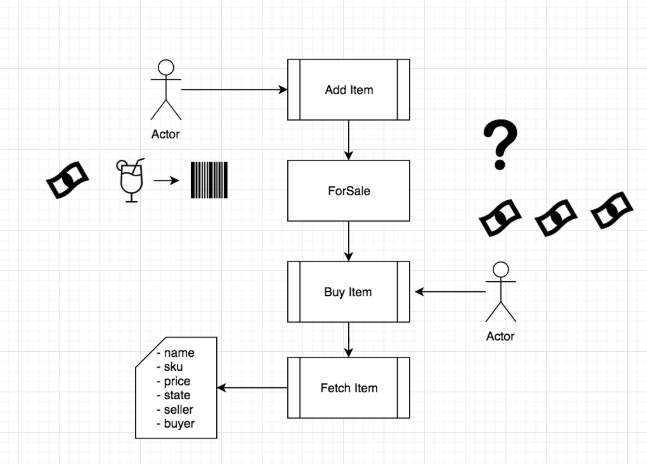 Add Item
Actor
ForSale
?
Buy Item
Actor
Fetch Item
- name
- sku
- price
- state
- seller
- buyer